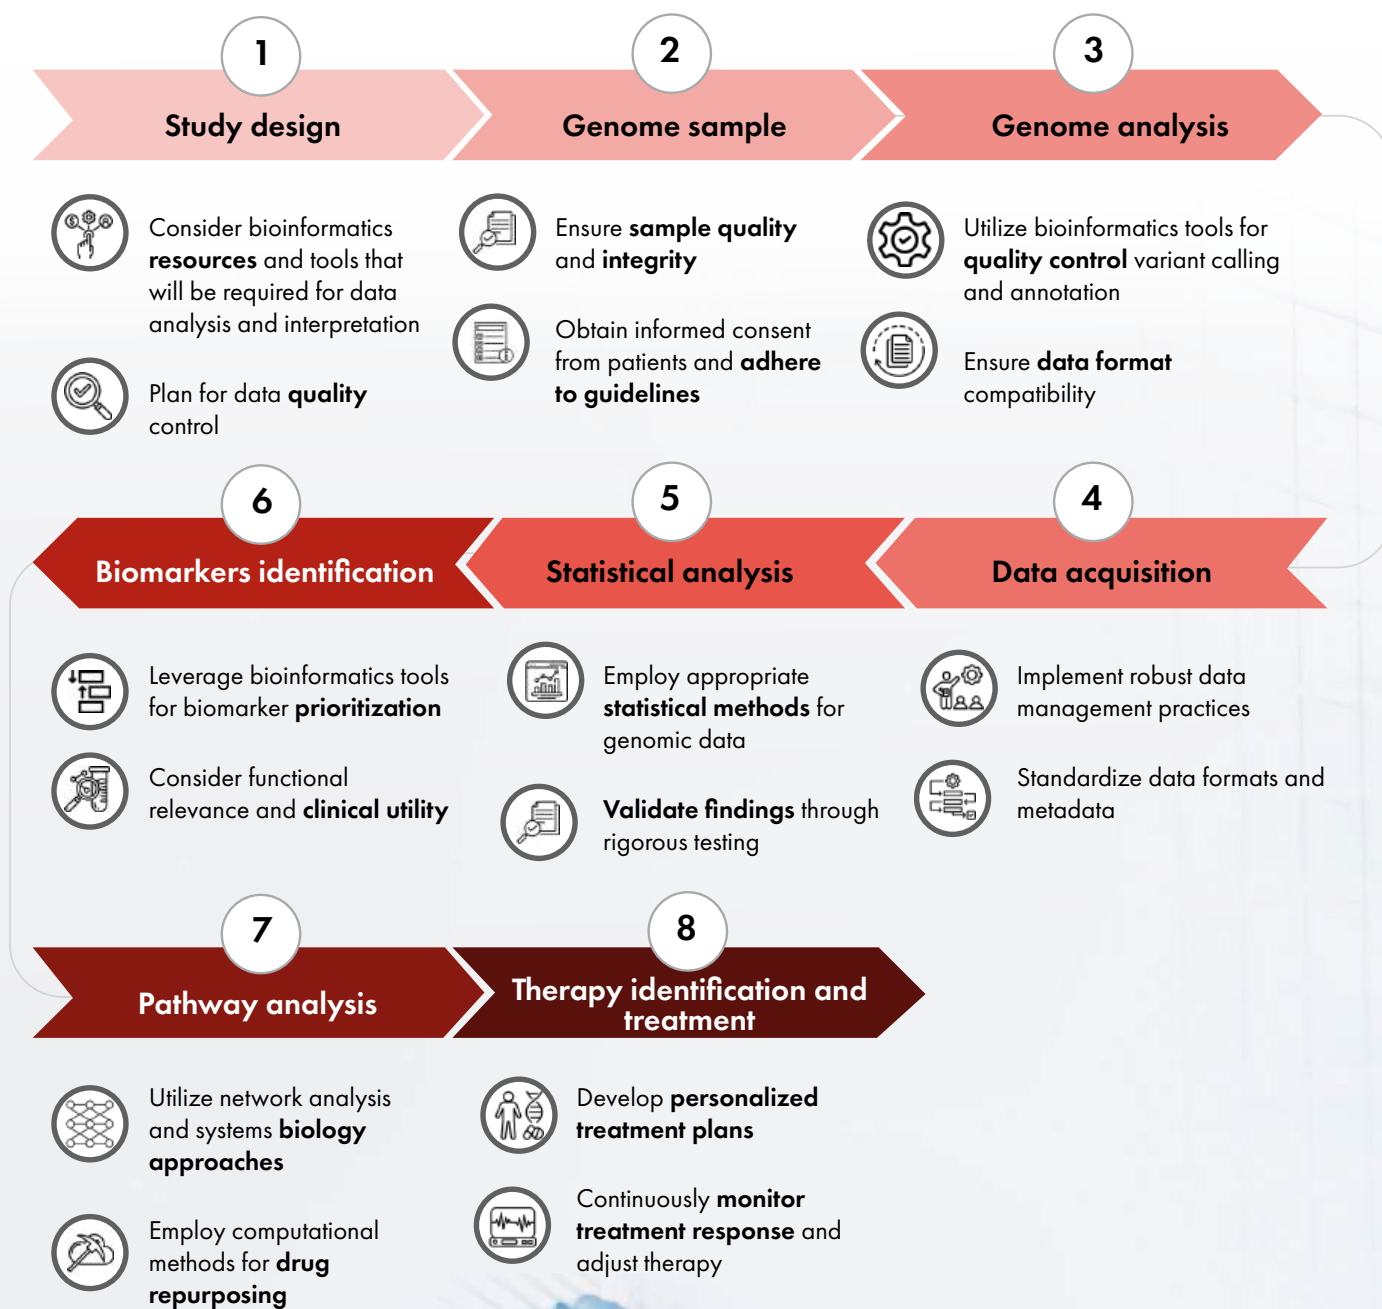 1
Study design
Consider bioinformatics
resources and tools that
will be required for data
analysis and interpretation
Plan for data quality
control
2
Genome sample
Ensure sample quality
and integrity
Obtain informed consent
from patients and adhere
to guidelines
3
Genome analysis
Utilize bioinformatics tools for
quality control variant calling
and annotation
Ensure data format
compatibility
4
Data acquisition
Implement robust data
management practices
Standardize data formats and
metadata
5
Statistical analysis
Employ appropriate
statistical methods for
genomic data
Validate findings through
rigorous testing
6
Biomarkers identification
Leverage bioinformatics tools
for biomarker prioritization
Consider functional
relevance and clinical utility
7
Pathway analysis
Utilize network analysis
and systems biology
approaches
Employ computational
methods for drug
repurposing
8
Therapy identification and
treatment
Develop personalized
treatment plans
Continuously monitor
treatment response and
adjust therapy